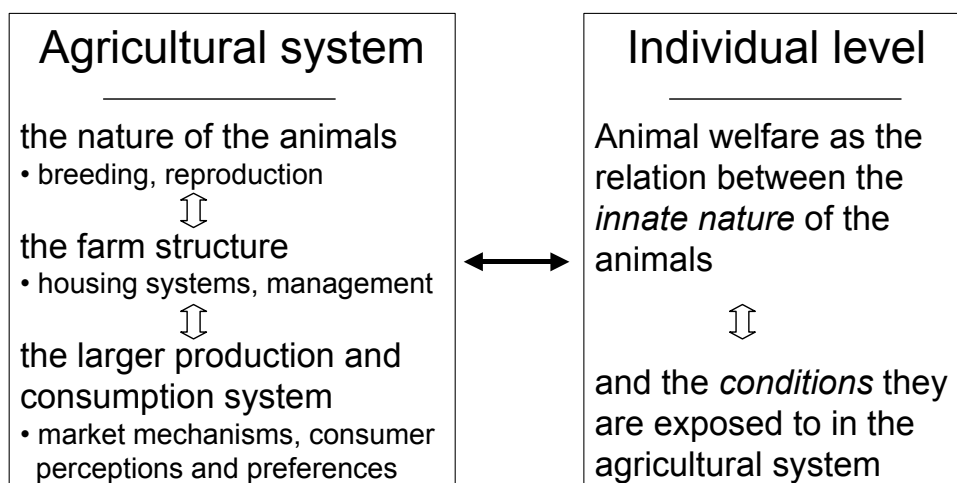 Agricultural system
the nature of the animals
• breeding, reproduction
the farm structure
• housing systems, management
the larger production and
consumption system
• market mechanisms, consumer
perceptions and preferences
Individual level
Animal welfare as the
relation between the
innate nature of the
animals
and the conditions they
are exposed to in the
agricultural system